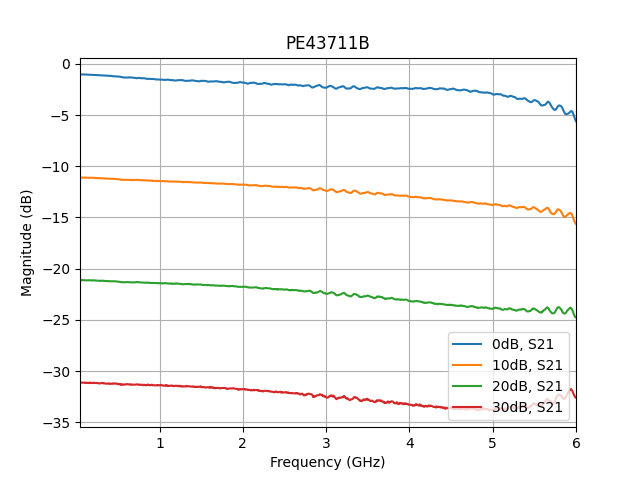 PE43711B
0
−5
−10
−15
−20
−25
−30
−35
Magnitude (dB)
0dB, S21
10dB, S21
20dB, S21
30dB, S21
1 2 3 4 5 6
Frequency (GHz)